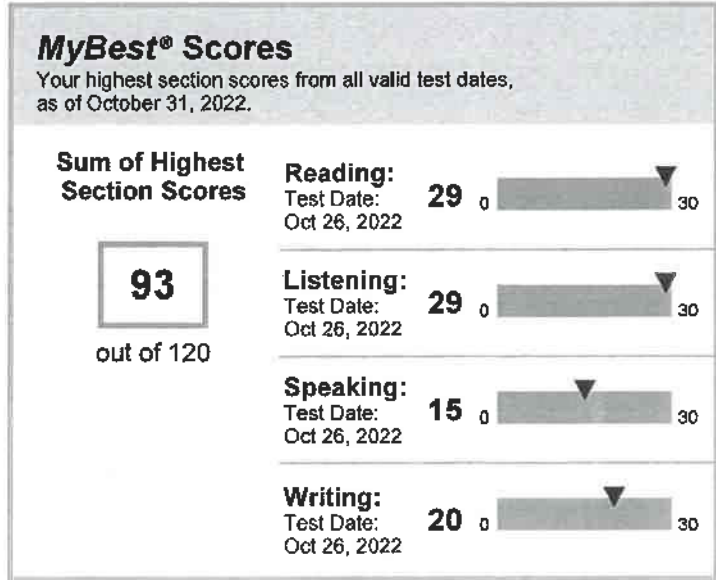 MyBest® Scores
Your highest section scores from all valid test dates,
as of October 31, 2022.
Sum of Highest
Section Scores
93
out of 120
Reading:
Test Date:
Oct 26, 2022
29
0
30
Listening:
Test Date:
Oct 26, 2022
29
0
30
Speaking:
Test Date:
Oct 26, 2022
15
0
30
Writing:
Test Date:
Oct 26, 2022
20
0
30